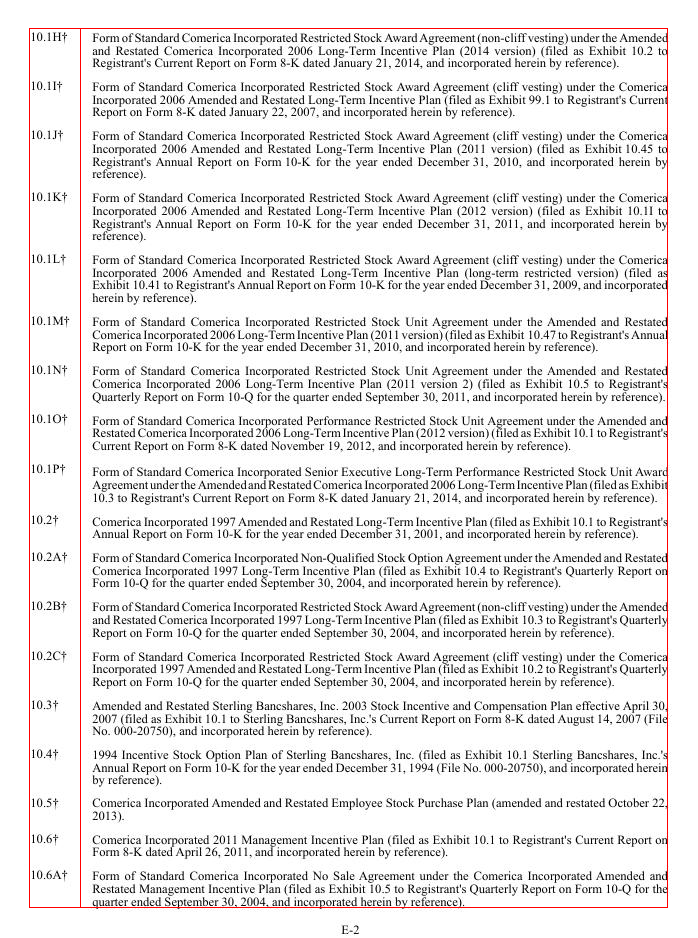 10.1H† Form of Standard Comerica Incorporated Restricted Stock Award Agreement (non-cliff vesting) under the Amended
and Restated Comerica Incorporated 2006 Long-Term Incentive Plan (2014 version) (filed as Exhibit 10.2 to
Registrant's Current Report on Form 8-K dated January 21, 2014, and incorporated herein by reference).
10.1I† Form of Standard Comerica Incorporated Restricted Stock Award Agreement (cliff vesting) under the Comerica
Incorporated 2006 Amended and Restated Long-Term Incentive Plan (filed as Exhibit 99.1 to Registrant's Current
Report on Form 8-K dated January 22, 2007, and incorporated herein by reference).
10.1J† Form of Standard Comerica Incorporated Restricted Stock Award Agreement (cliff vesting) under the Comerica
Incorporated 2006 Amended and Restated Long-Term Incentive Plan (2011 version) (filed as Exhibit 10.45 to
Registrant's Annual Report on Form 10-K for the year ended December 31, 2010, and incorporated herein by
reference).
10.1K† Form of Standard Comerica Incorporated Restricted Stock Award Agreement (cliff vesting) under the Comerica
Incorporated 2006 Amended and Restated Long-Term Incentive Plan (2012 version) (filed as Exhibit 10.1I to
Registrant's Annual Report on Form 10-K for the year ended December 31, 2011, and incorporated herein by
reference).
10.1L† Form of Standard Comerica Incorporated Restricted Stock Award Agreement (cliff vesting) under the Comerica
Incorporated 2006 Amended and Restated Long-Term Incentive Plan (long-term restricted version) (filed as
Exhibit 10.41 to Registrant's Annual Report on Form 10-K for the year ended December 31, 2009, and incorporated
herein by reference).
10.1M† Form of Standard Comerica Incorporated Restricted Stock Unit Agreement under the Amended and Restated
Comerica Incorporated 2006 Long-Term Incentive Plan (2011 version) (filed as Exhibit 10.47 to Registrant's Annual
Report on Form 10-K for the year ended December 31, 2010, and incorporated herein by reference).
10.1N† Form of Standard Comerica Incorporated Restricted Stock Unit Agreement under the Amended and Restated
Comerica Incorporated 2006 Long-Term Incentive Plan (2011 version 2) (filed as Exhibit 10.5 to Registrant's
Quarterly Report on Form 10-Q for the quarter ended September 30, 2011, and incorporated herein by reference).
10.1O† Form of Standard Comerica Incorporated Performance Restricted Stock Unit Agreement under the Amended and
Restated Comerica Incorporated 2006 Long-Term Incentive Plan (2012 version) (filed as Exhibit 10.1 to Registrant's
Current Report on Form 8-K dated November 19, 2012, and incorporated herein by reference).
10.1P† Form of Standard Comerica Incorporated Senior Executive Long-Term Performance Restricted Stock Unit Award
Agreement under the Amended and Restated Comerica Incorporated 2006 Long-Term Incentive Plan (filed as Exhibit
10.3 to Registrant's Current Report on Form 8-K dated January 21, 2014, and incorporated herein by reference).
10.2† Comerica Incorporated 1997 Amended and Restated Long-Term Incentive Plan (filed as Exhibit 10.1 to Registrant's
Annual Report on Form 10-K for the year ended December 31, 2001, and incorporated herein by reference).
10.2A† Form of Standard Comerica Incorporated Non-Qualified Stock Option Agreement under the Amended and Restated
Comerica Incorporated 1997 Long-Term Incentive Plan (filed as Exhibit 10.4 to Registrant's Quarterly Report on
Form 10-Q for the quarter ended September 30, 2004, and incorporated herein by reference).
10.2B† Form of Standard Comerica Incorporated Restricted Stock Award Agreement (non-cliff vesting) under the Amended
and Restated Comerica Incorporated 1997 Long-Term Incentive Plan (filed as Exhibit 10.3 to Registrant's Quarterly
Report on Form 10-Q for the quarter ended September 30, 2004, and incorporated herein by reference).
10.2C† Form of Standard Comerica Incorporated Restricted Stock Award Agreement (cliff vesting) under the Comerica
Incorporated 1997 Amended and Restated Long-Term Incentive Plan (filed as Exhibit 10.2 to Registrant's Quarterly
Report on Form 10-Q for the quarter ended September 30, 2004, and incorporated herein by reference).
10.3† Amended and Restated Sterling Bancshares, Inc. 2003 Stock Incentive and Compensation Plan effective April 30,
2007 (filed as Exhibit 10.1 to Sterling Bancshares, Inc.'s Current Report on Form 8-K dated August 14, 2007 (File
No. 000-20750), and incorporated herein by reference).
10.4† 1994 Incentive Stock Option Plan of Sterling Bancshares, Inc. (filed as Exhibit 10.1 Sterling Bancshares, Inc.'s
Annual Report on Form 10-K for the year ended December 31, 1994 (File No. 000-20750), and incorporated herein
by reference).
10.5† Comerica Incorporated Amended and Restated Employee Stock Purchase Plan (amended and restated October 22,
2013).
10.6† Comerica Incorporated 2011 Management Incentive Plan (filed as Exhibit 10.1 to Registrant's Current Report on
Form 8-K dated April 26, 2011, and incorporated herein by reference).
10.6A† Form of Standard Comerica Incorporated No Sale Agreement under the Comerica Incorporated Amended and
Restated Management Incentive Plan (filed as Exhibit 10.5 to Registrant's Quarterly Report on Form 10-Q for the
quarter ended September 30, 2004, and incorporated herein by reference).
E-2